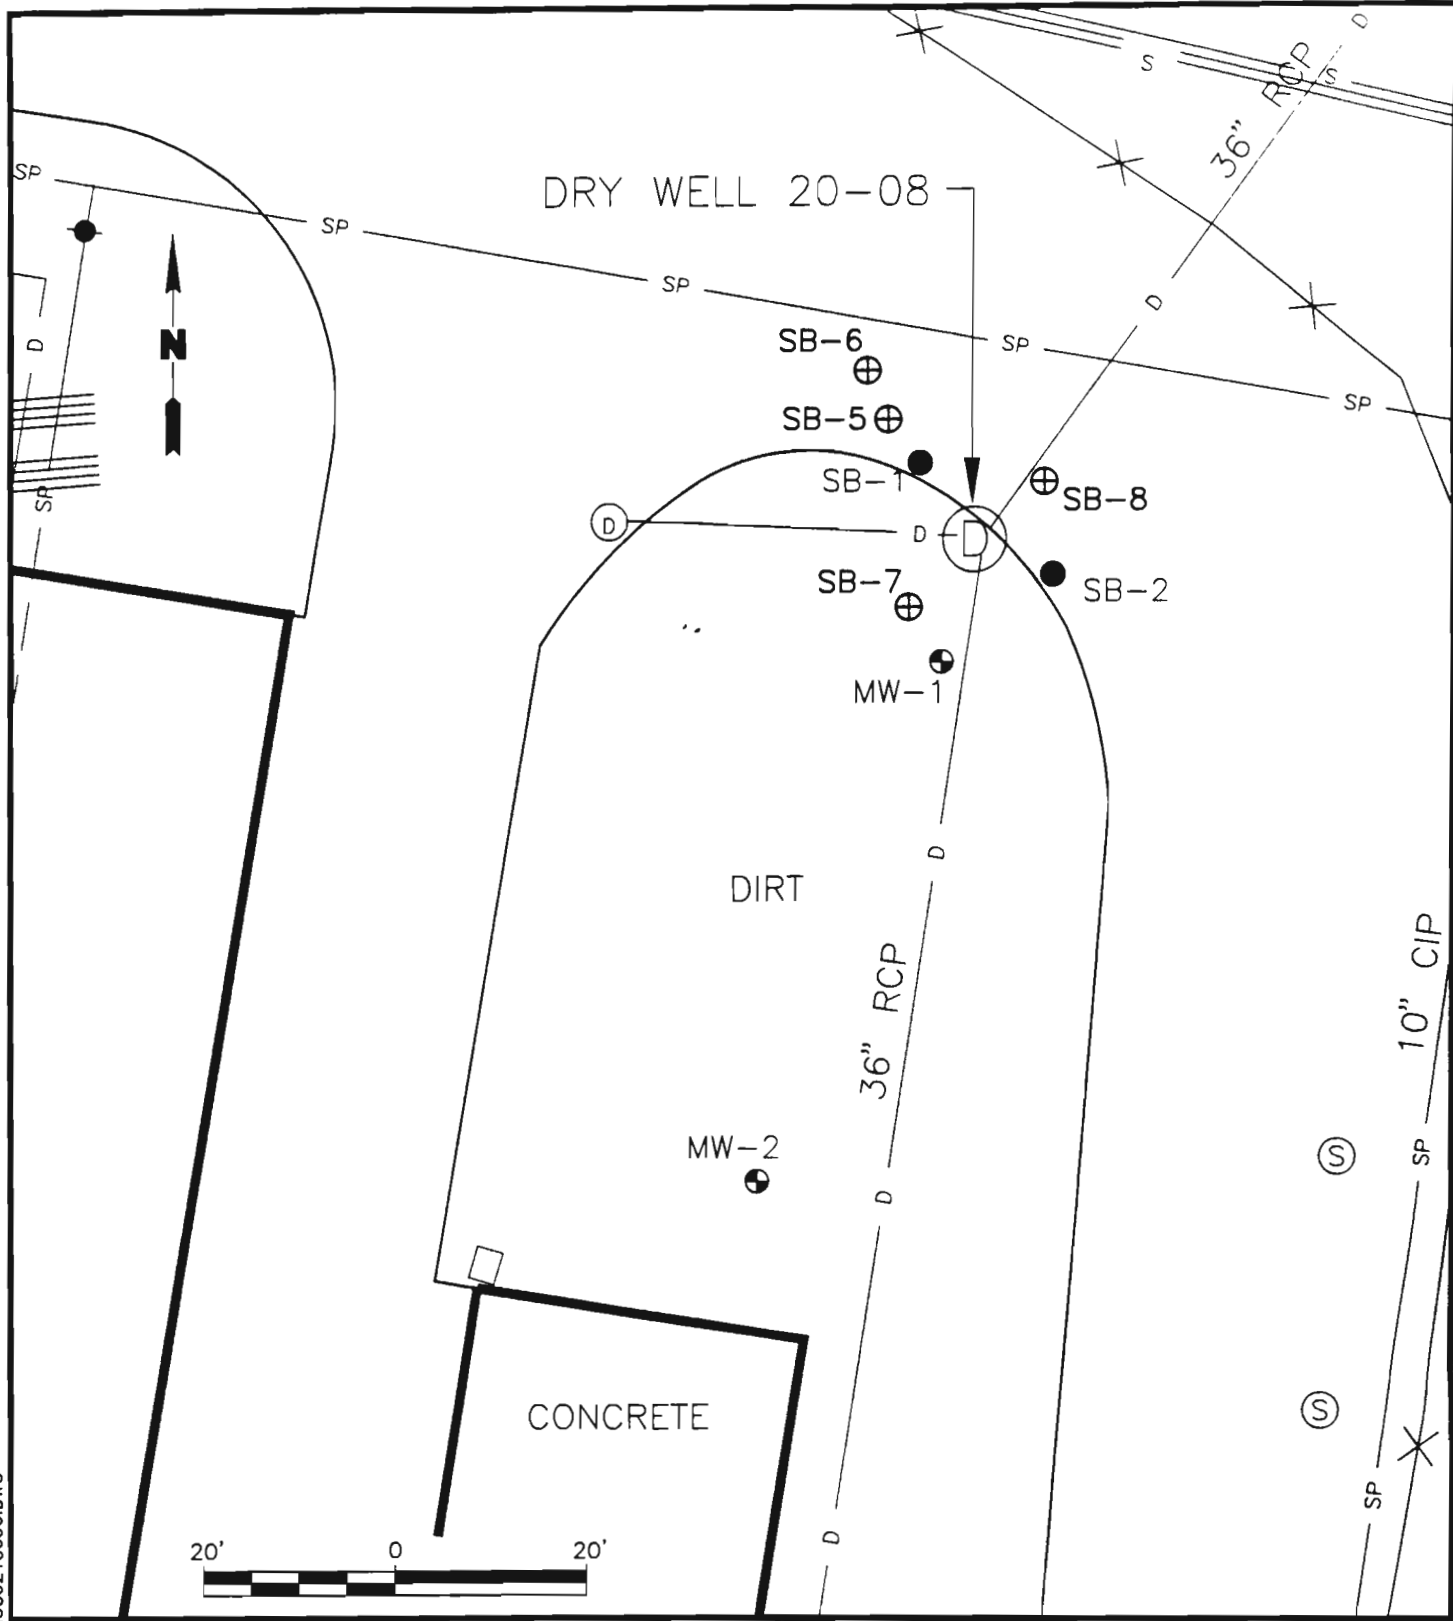 D
S
S
36” RCP
SP
DRY WELL 20-08
SP
SP
D
N
D
SB-6
SP
SP
SB-5
SB-1
SB-8
SP
D
D
D
SB-7
SB-2
MW-1
D
DIRT
36” RCP
10” CIP
MW-2
S
SP
D
CONCRETE
S
SP
D
20' 0 20'